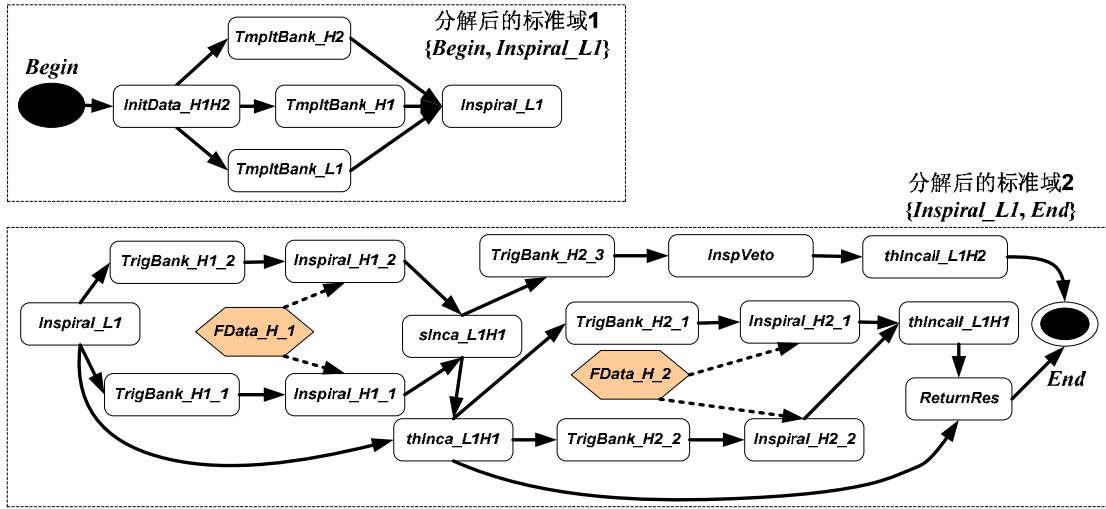 分解后的标准域1
{Begin, Inspiral_L1}
Begin
TmpltBank_H2
InitData_H1H2
TmpltBank_H1
Inspiral_L1
TmpltBank_L1
分解后的标准域2
{Inspiral_L1, End}
TrigBank_H1_2
Inspiral_H1_2
TrigBank_H2_3
InspVeto
thIncaII_L1H2
Inspiral_L1
FData_H_1
sInca_L1H1
TrigBank_H2_1
Inspiral_H2_1
thIncaII_L1H1
TrigBank_H1_1
Inspiral_H1_1
FData_H_2
End
ReturnRes
thInca_L1H1
TrigBank_H2_2
Inspiral_H2_2